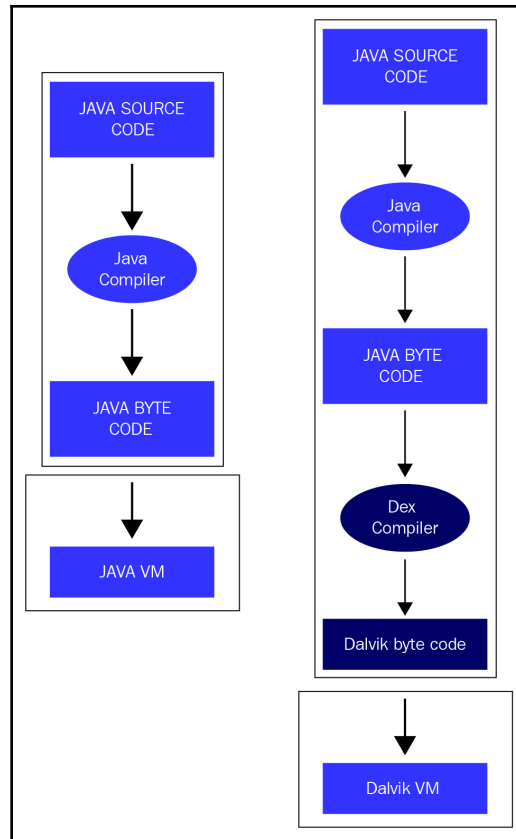 JAVA SOURCE
CODE
Java
Compiler
JAVA BYTE
CODE
JAVA VM
JAVA SOURCE
CODE
Java
Compiler
JAVA BYTE
CODE
Dex
Compiler
Dalvik byte code
Dalvik VM